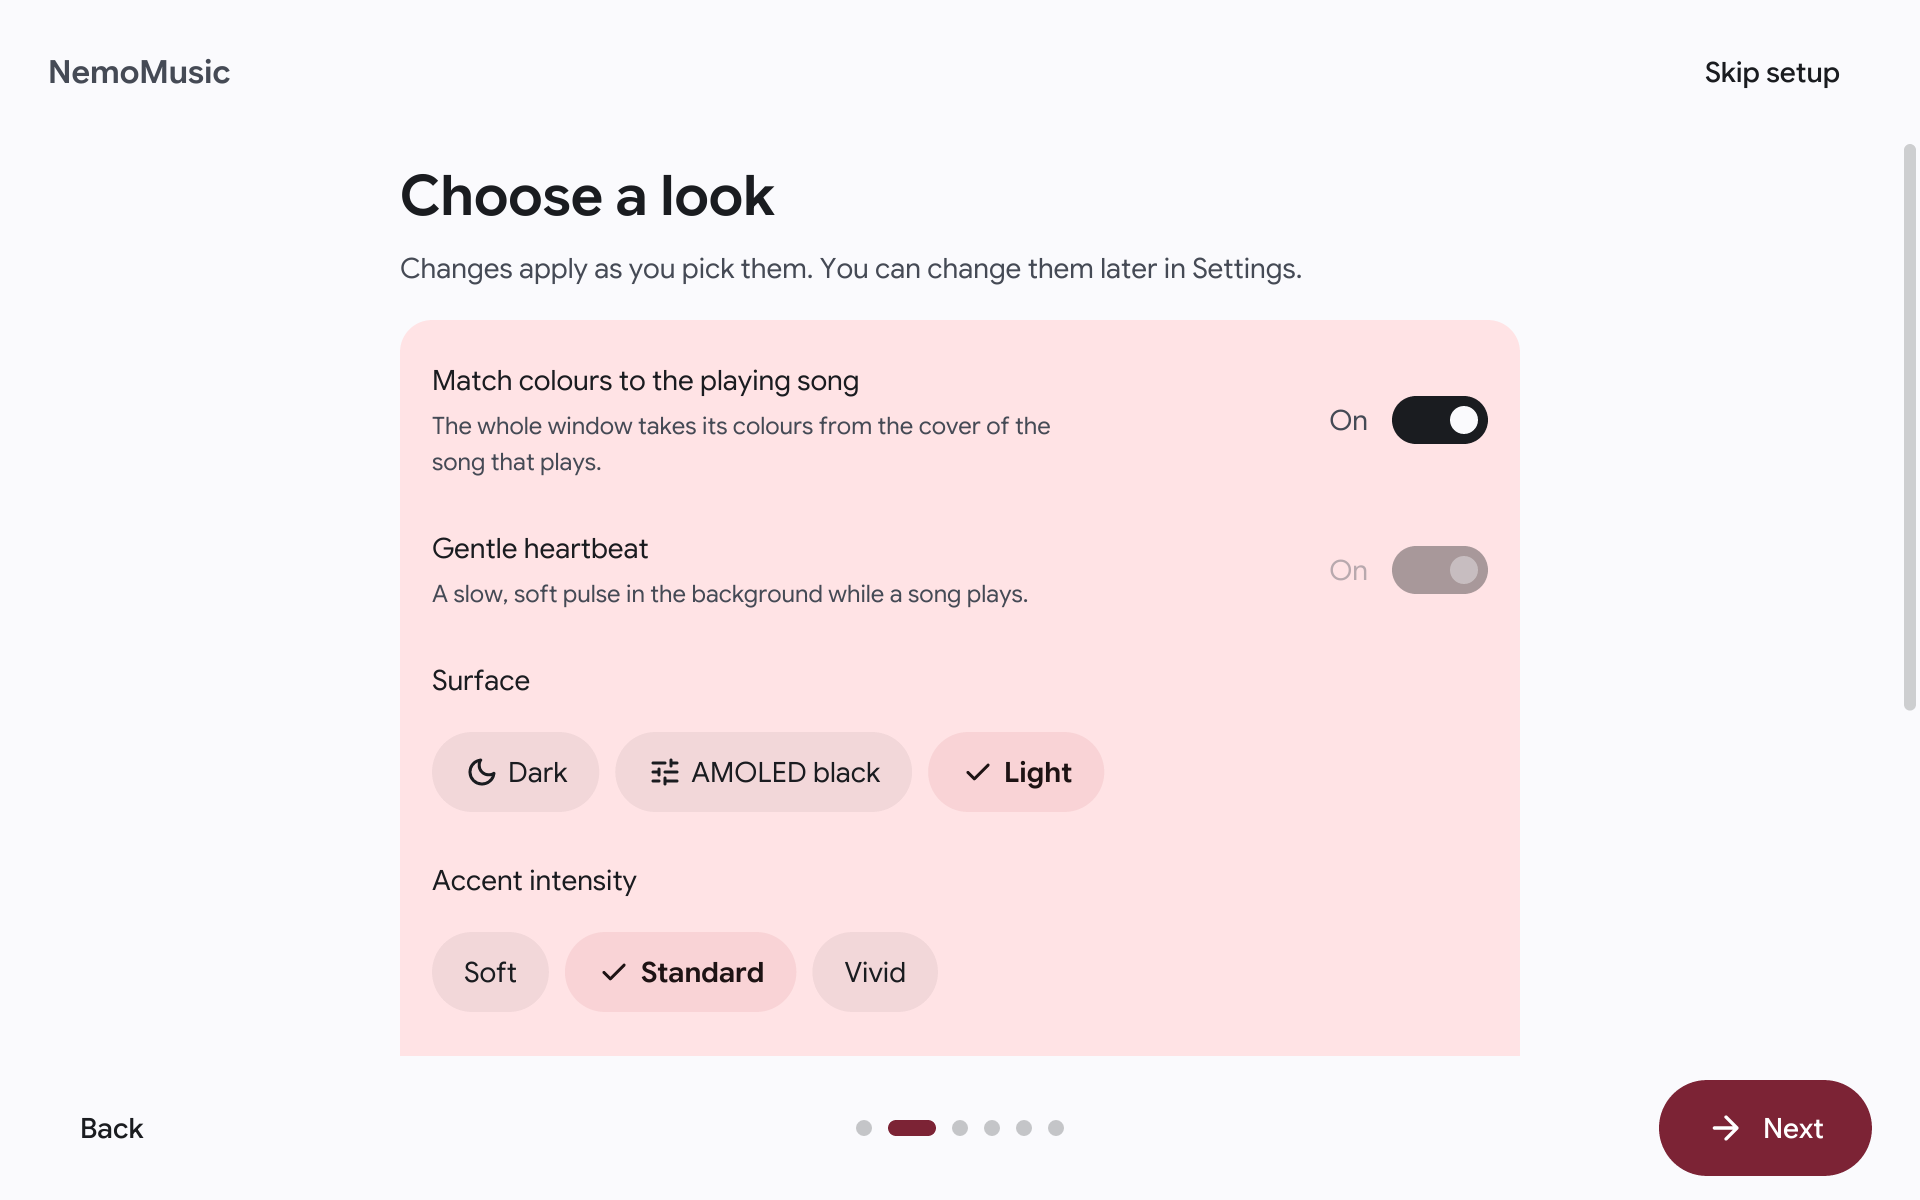 NemoMusic
Skip setup
Choose a look
Changes apply as you pick them. You can change them later in Settings.
Match colours to the playing song
The whole window takes its colours from the cover of the
song that plays.
On
Gentle heartbeat
A slow, soft pulse in the background while a song plays.
On
Surface
Dark
AMOLED black
Light
Accent intensity
Soft
Standard
Vivid
Back
Next